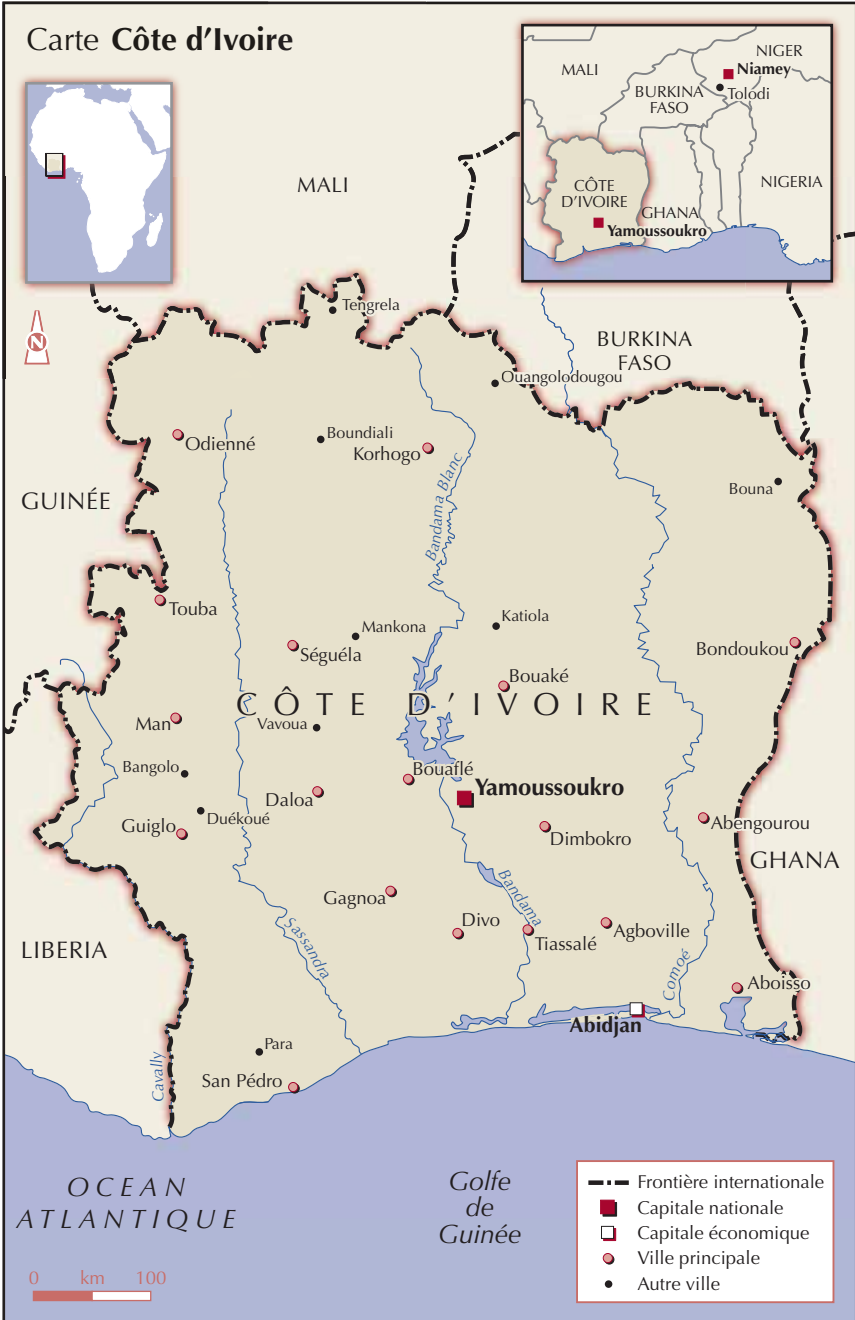 Carte Côte d'Ivoire
MALI
NIGER
Niamey
BURKINA
FASO
Tolodi
NIGERIA
CÔTE
D'IVOIRE
GHANA
Yamoussoukro
MALI
N
Tengrela
BURKINA
FASO
Ouangolodougou
Odienné
Boundiali
Korhogo
Bandama Blanc
Bouna
GUINÉE
Touba
Mankona
Katiola
Séguéla
Bondoukou
Bouaké
CÔTE D'IVOIRE
Man
Vavoua
Bangolo
Bouaflé
Yamoussoukro
Daloa
Duékoué
Guiglo
Dimbokro
Abengourou
GHANA
Gagnoa
Bandama
Sassandra
Divo
Tiassalé
Agboville
LIBERIA
Comoé
Aboisso
Abidjan
Para
Cavally
San Pédro
OCEAN
ATLANTIQUE
Golfe
de
Guinée
Frontière internationale
Capitale nationale
Capitale économique
Ville principale
Autre ville
0 km 100